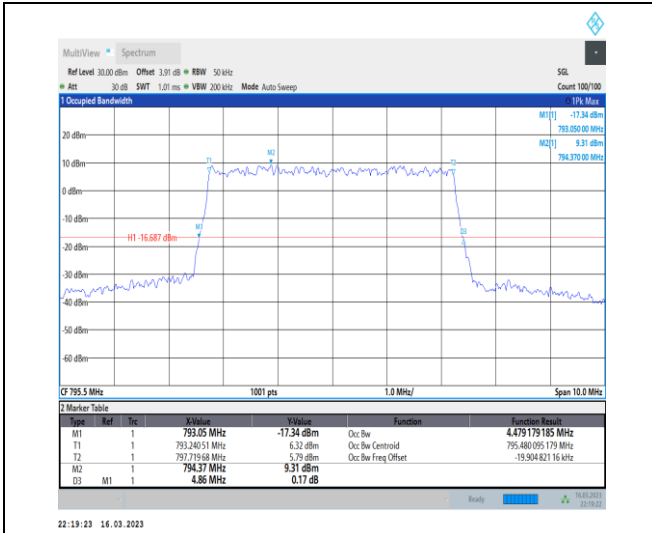 MultiView Spectrum
Ref Level 30.00 dBm Offset 3.91 dB RBW 50 kHz SGL
Att 30 dB SWT 1.01 ms VBW 200 kHz Mode Auto Sweep Count 100/100
1 Occupied Bandwidth 1Pk Max
M1[1] -17.34 dBm
793.050 00 MHz
20 dBm M2[1] 9.31 dBm
794.370 00 MHz
M2
T1 T2
10 dBm
0 dBm
-10 dBm
M1 D3
H1 -16.687 dBm
-20 dBm
-30 dBm
-40 dBm
-50 dBm
-60 dBm
CF 795.5 MHz 1001 pts 1.0 MHz/ Span 10.0 MHz
2 Marker Table
Type Ref Trc X-Value Y-Value Function Function Result
M1 1 793.05 MHz -17.34 dBm Occ Bw 4.479 179 185 MHz
T1 1 793.240 51 MHz 6.32 dBm Occ Bw Centroid 795.480 095 179 MHz
T2 1 797.719 68 MHz 5.79 dBm Occ Bw Freq Offset -19.904 821 16 kHz
M2 1 794.37 MHz 9.31 dBm
D3 M1 1 4.86 MHz 0.17 dB
Ready 16.03.2023
22:19:22
22:19:23 16.03.2023